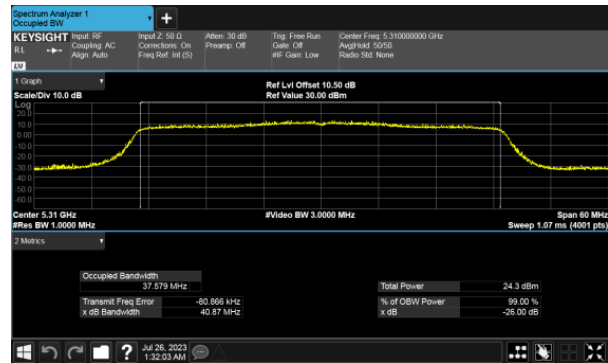 Spectrum Analyzer 1
Occupied BW
+
KEYSIGHT Input: RF Input Z: 50 Ω Atten: 30 dB Trig: Free Run Center Freq: 5.310000000 GHz
RL Coupling: AC Corrections: On Preamp: Off Gate: Off Avg|Hold: 50/50
Align: Auto Freq Ref: Int (S) #IF Gain: Low Radio Std: None
LXI
1 Graph
Scale/Div 10.0 dB Ref Lvl Offset 10.50 dB
Ref Value 30.00 dBm
Log
20.0
10.0
0.00
-10.0
-20.0
-30.0
-40.0
-50.0
-60.0
Center 5.31 GHz #Video BW 3.0000 MHz Span 60 MHz
#Res BW 1.0000 MHz Sweep 1.07 ms (4001 pts)
2 Metrics
Occupied Bandwidth
37.579 MHz Total Power 24.3 dBm
Transmit Freq Error -80.866 kHz % of OBW Power 99.00 %
x dB Bandwidth 40.87 MHz x dB -26.00 dB
? Jul 26, 2023
1:32:03 AM